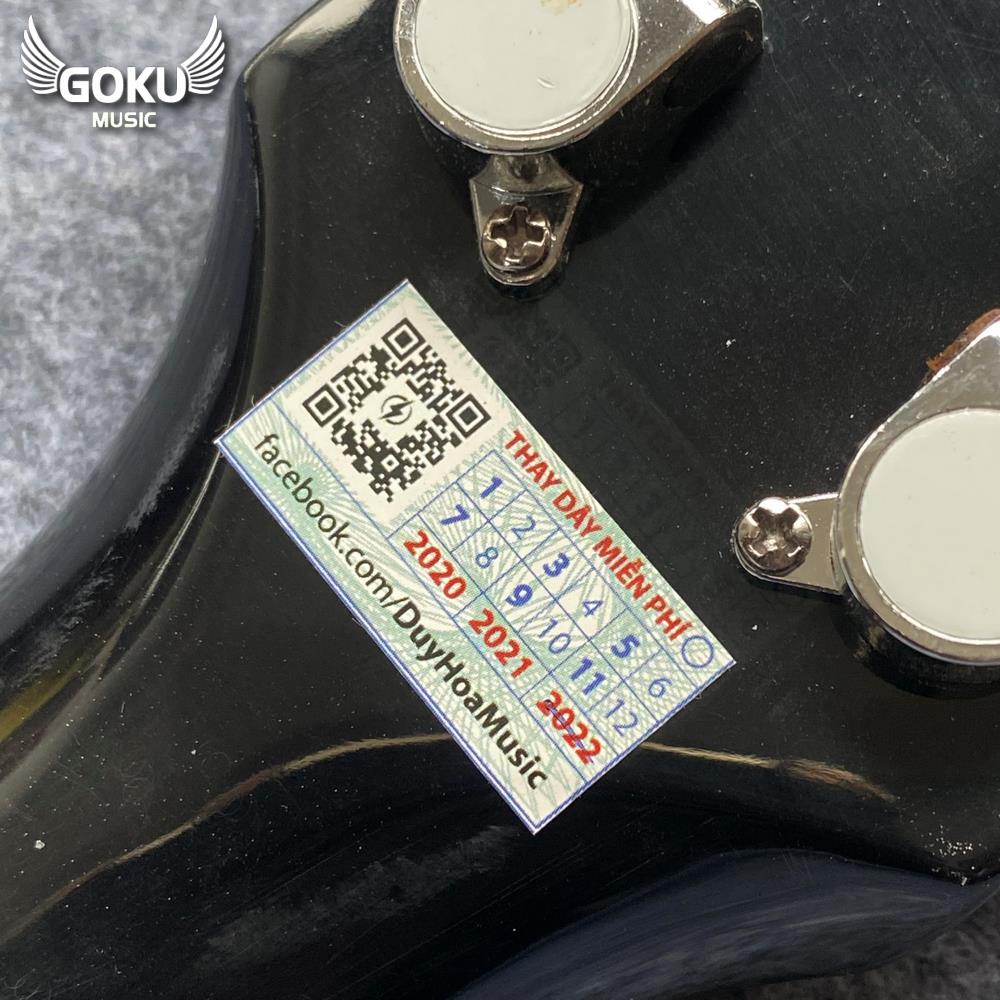 GOKU
MUSIC
THAY DÂY MIỄN PHÍ
1 2 3 4 5 6
7 8 9 10 11 12
2020 2021 2022
facebook.com/DuyHoaMusic